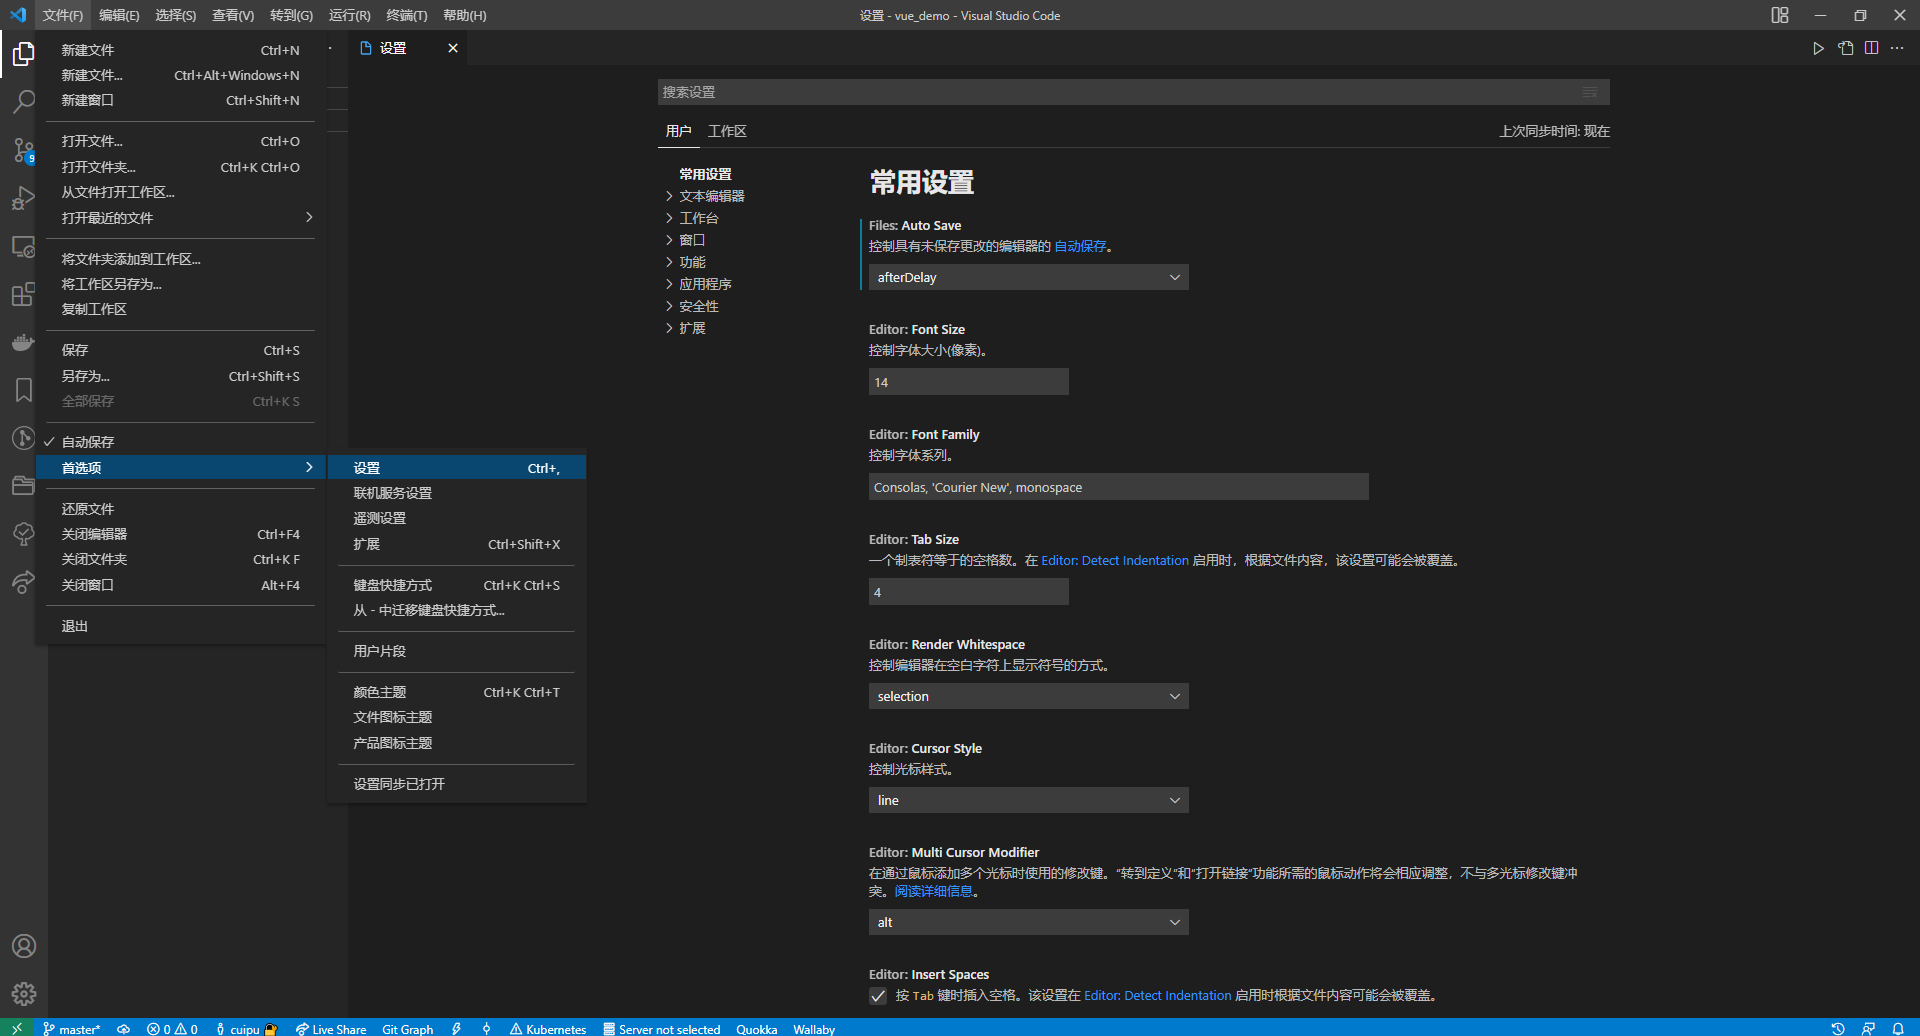 文件(F) 编辑(E) 选择(S) 查看(V) 转到(G) 运行(R) 终端(T) 帮助(H)
设置 - vue_demo - Visual Studio Code
设置
新建文件 Ctrl+N
新建文件... Ctrl+Alt+Windows+N
新建窗口 Ctrl+Shift+N
打开文件... Ctrl+O
打开文件夹... Ctrl+K Ctrl+O
从文件打开工作区...
打开最近的文件
将文件夹添加到工作区...
将工作区另存为...
复制工作区
保存 Ctrl+S
另存为... Ctrl+Shift+S
全部保存 Ctrl+K S
自动保存
首选项
还原文件
关闭编辑器 Ctrl+F4
关闭文件夹 Ctrl+K F
关闭窗口 Alt+F4
退出
9
设置 Ctrl+,
联机服务设置
遥测设置
扩展 Ctrl+Shift+X
键盘快捷方式 Ctrl+K Ctrl+S
从 - 中迁移键盘快捷方式...
用户片段
颜色主题 Ctrl+K Ctrl+T
文件图标主题
产品图标主题
设置同步已打开
搜索设置
用户 工作区
上次同步时间: 现在
常用设置
文本编辑器
工作台
窗口
功能
应用程序
安全性
扩展
常用设置
Files: Auto Save
控制具有未保存更改的编辑器的 自动保存。
afterDelay
Editor: Font Size
控制字体大小(像素)。
14
Editor: Font Family
控制字体系列。
Consolas, 'Courier New', monospace
Editor: Tab Size
一个制表符等于的空格数。在 Editor: Detect Indentation 启用时，根据文件内容，该设置可能会被覆盖。
4
Editor: Render Whitespace
控制编辑器在空白字符上显示符号的方式。
selection
Editor: Cursor Style
控制光标样式。
line
Editor: Multi Cursor Modifier
在通过鼠标添加多个光标时使用的修改键。“转到定义”和“打开链接”功能所需的鼠标动作将会相应调整，不与多光标修改键冲
突。阅读详细信息。
alt
Editor: Insert Spaces
按 Tab 键时插入空格。该设置在 Editor: Detect Indentation 启用时根据文件内容可能会被覆盖。
master* 0 0 cuipu Live Share Git Graph Kubernetes Server not selected Quokka Wallaby